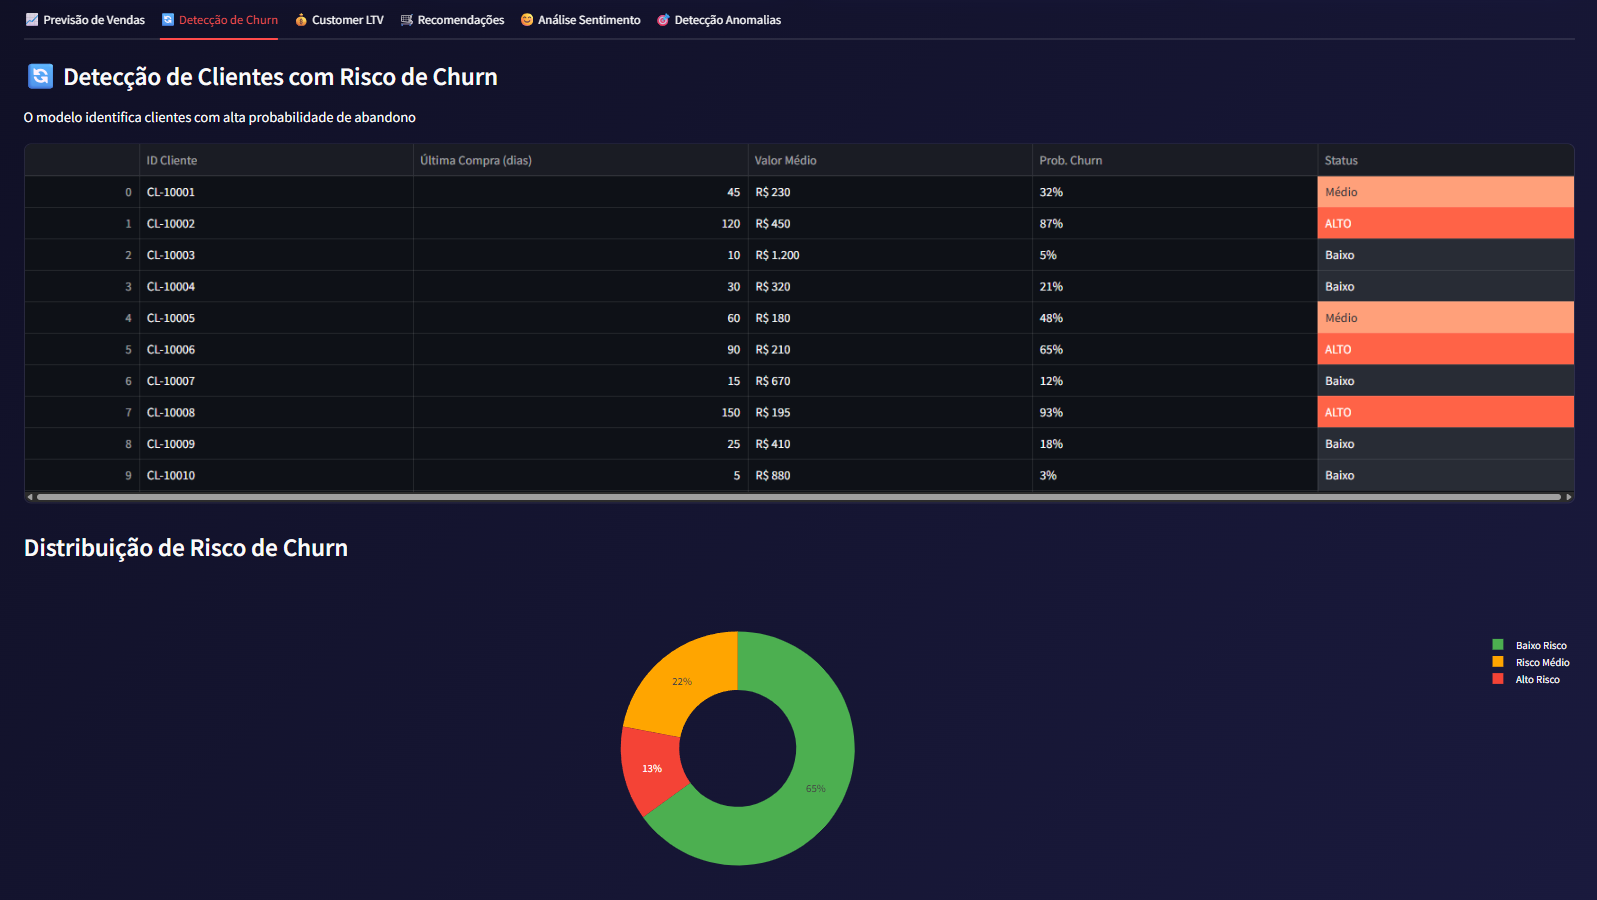 Previsão de Vendas Detecção de Churn Customer LTV Recomendações Análise Sentimento Detecção Anomalias
Detecção de Clientes com Risco de Churn
O modelo identifica clientes com alta probabilidade de abandono
ID Cliente Última Compra (dias) Valor Médio Prob. Churn Status
0 CL-10001 45 R$ 230 32% Médio
1 CL-10002 120 R$ 450 87% ALTO
2 CL-10003 10 R$ 1.200 5% Baixo
3 CL-10004 30 R$ 320 21% Baixo
4 CL-10005 60 R$ 180 48% Médio
5 CL-10006 90 R$ 210 65% ALTO
6 CL-10007 15 R$ 670 12% Baixo
7 CL-10008 150 R$ 195 93% ALTO
8 CL-10009 25 R$ 410 18% Baixo
9 CL-10010 5 R$ 880 3% Baixo
Distribuição de Risco de Churn
22%
13%
65%
Baixo Risco
Risco Médio
Alto Risco